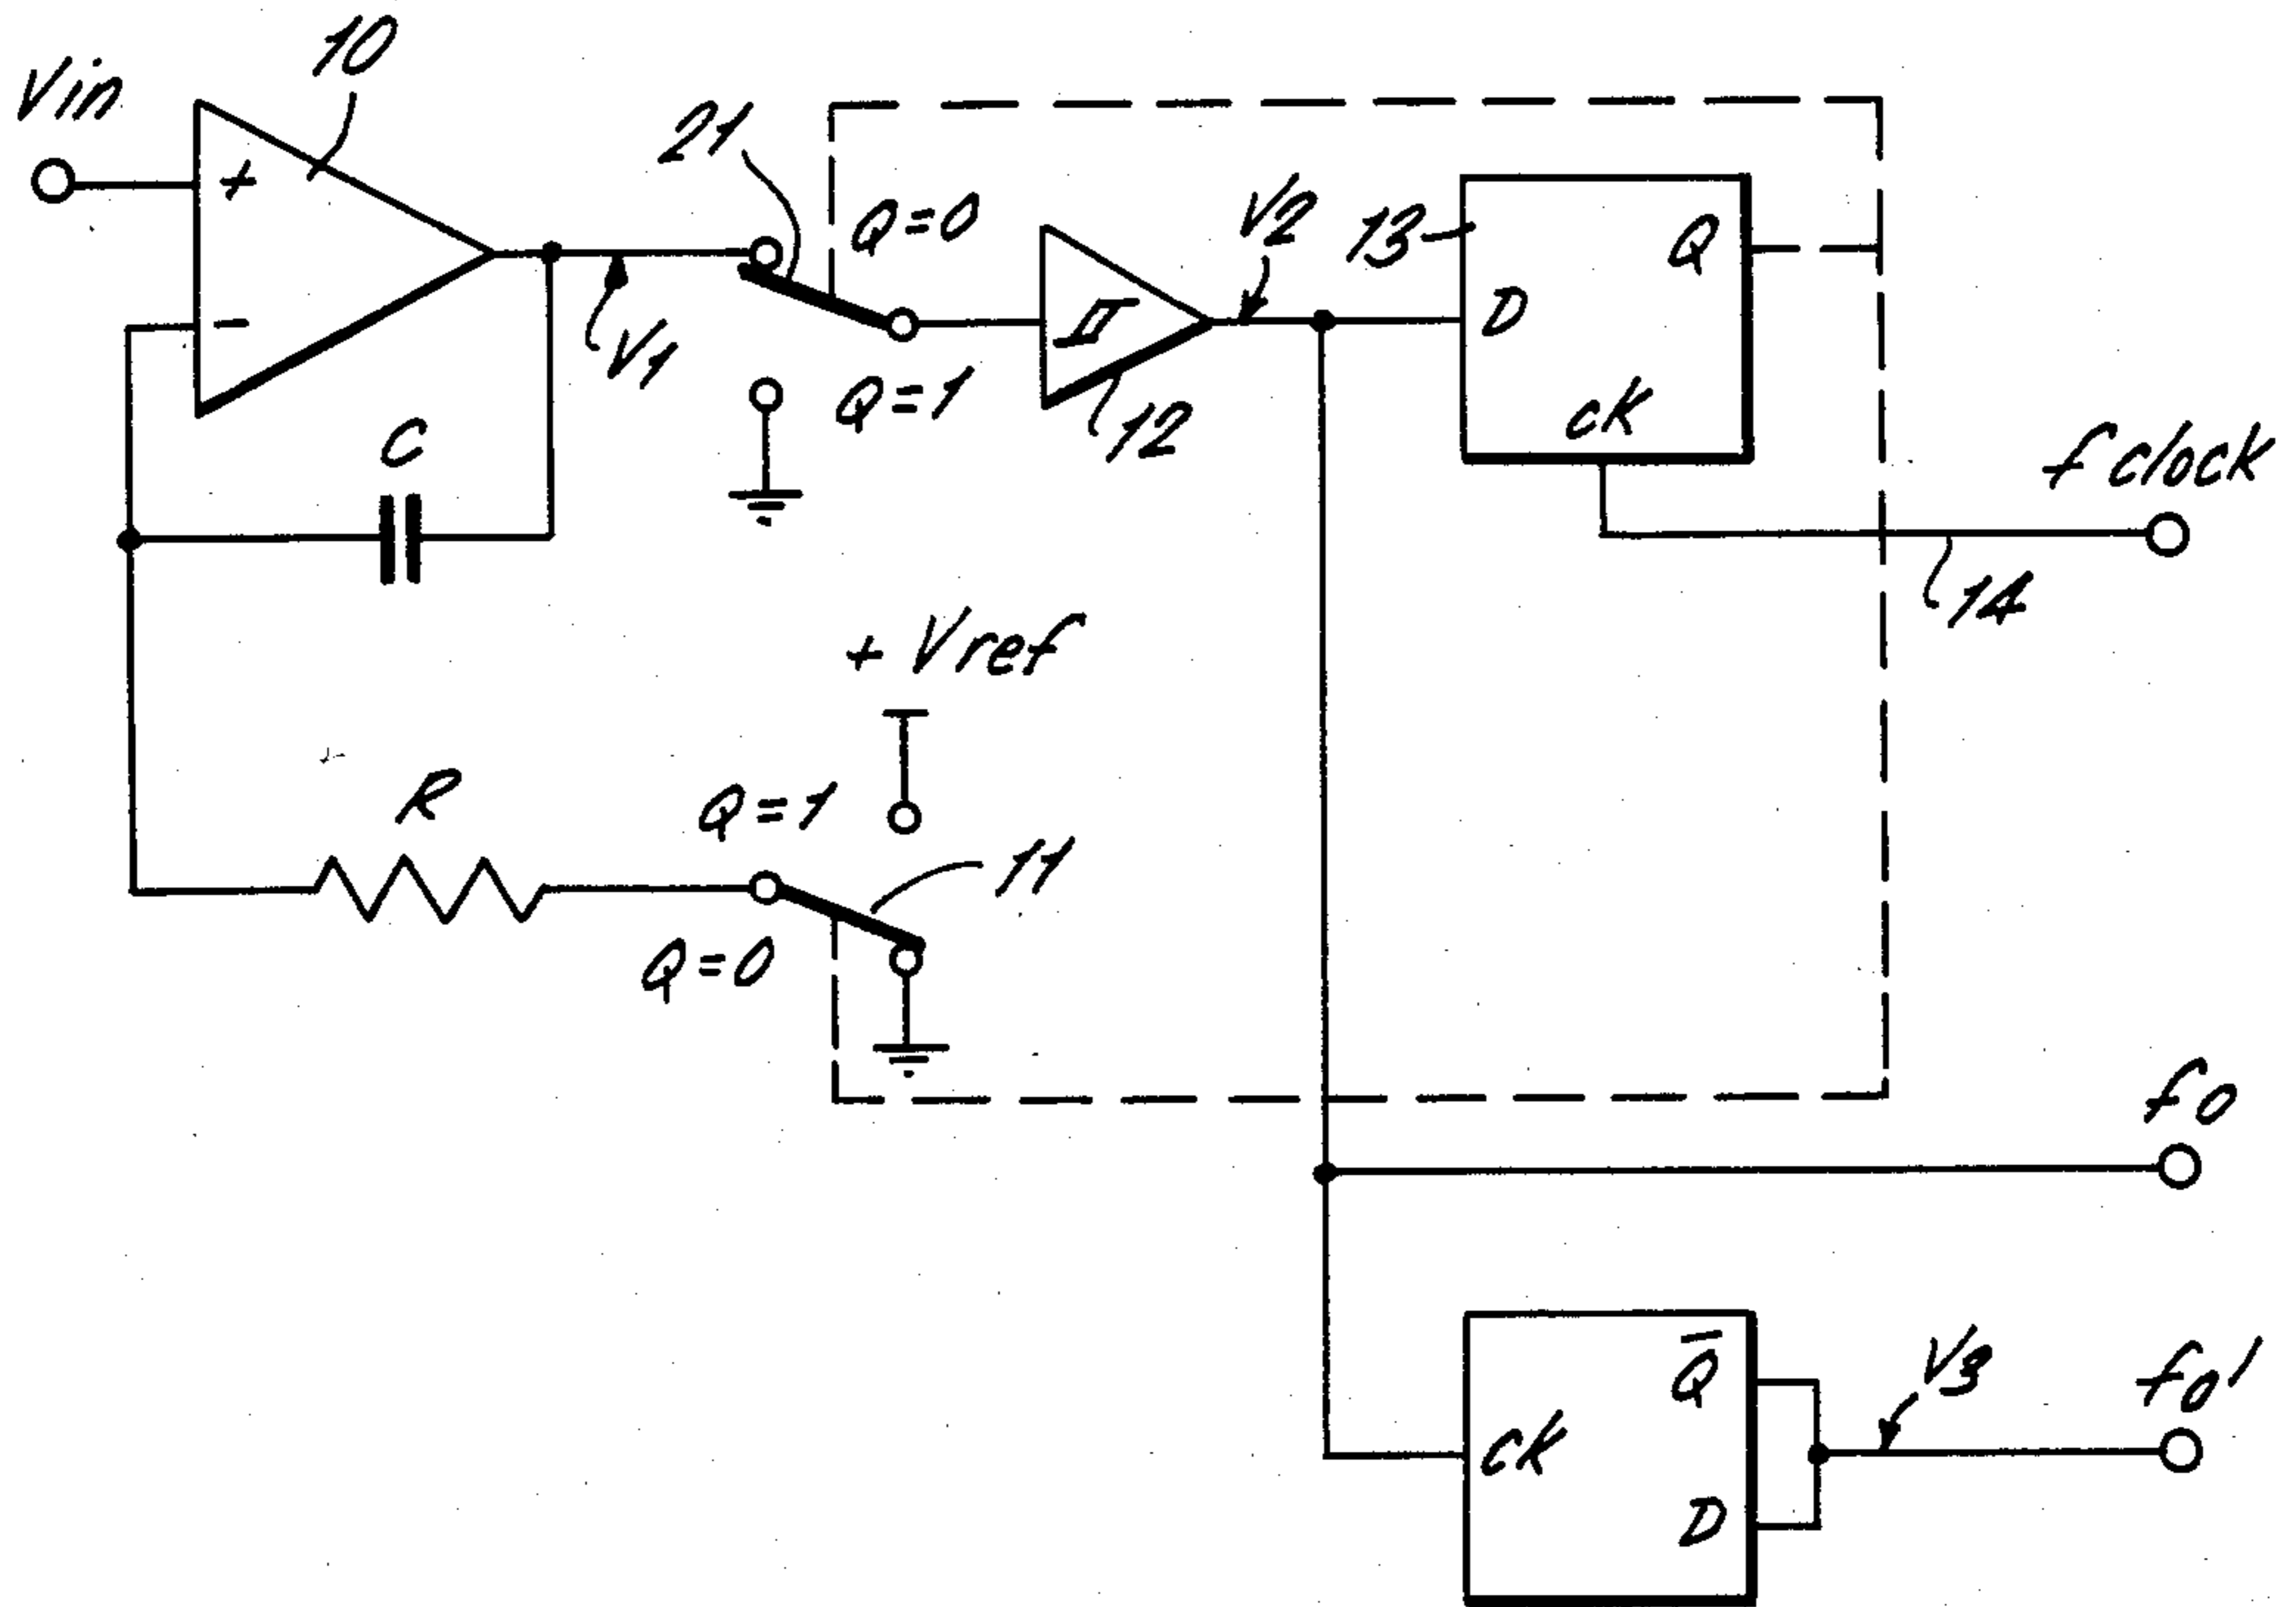 Vin
10
+
-
C
V1
21
Q=0
Q=1
12
V2
13
D
Q
CK
fclock
14
+ Vref
R
Q=1
Q=0
11
fo
CK
Q̅
D
V3
fo'